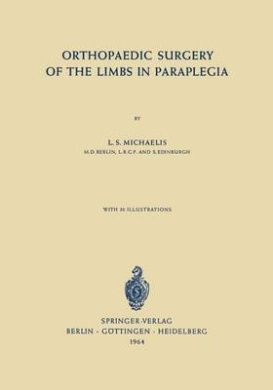 ORTHOPAEDIC SURGERY
OF THE LIMBS IN PARAPLEGIA
BY
L. S. MICHAELIS
M.D. BERLIN, L.R.C.P. AND S. EDINBURGH
WITH ILLUSTRATIONS
SPRINGER-VERLAG
BERLIN · GÖTTINGEN · HEIDELBERG
1964